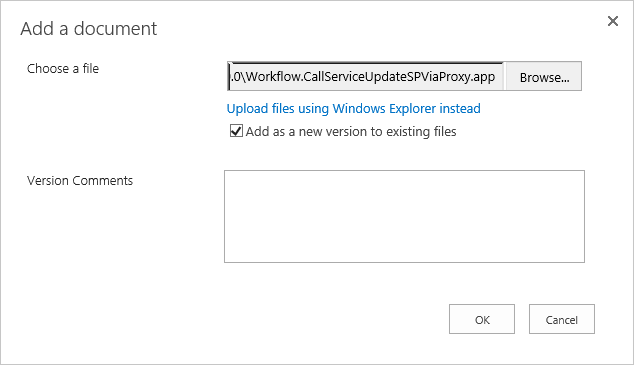 Add a document
Choose a file
.0\Workflow.CallServiceUpdateSPViaProxy.app Browse...
Upload files using Windows Explorer instead
Add as a new version to existing files
Version Comments
OK Cancel